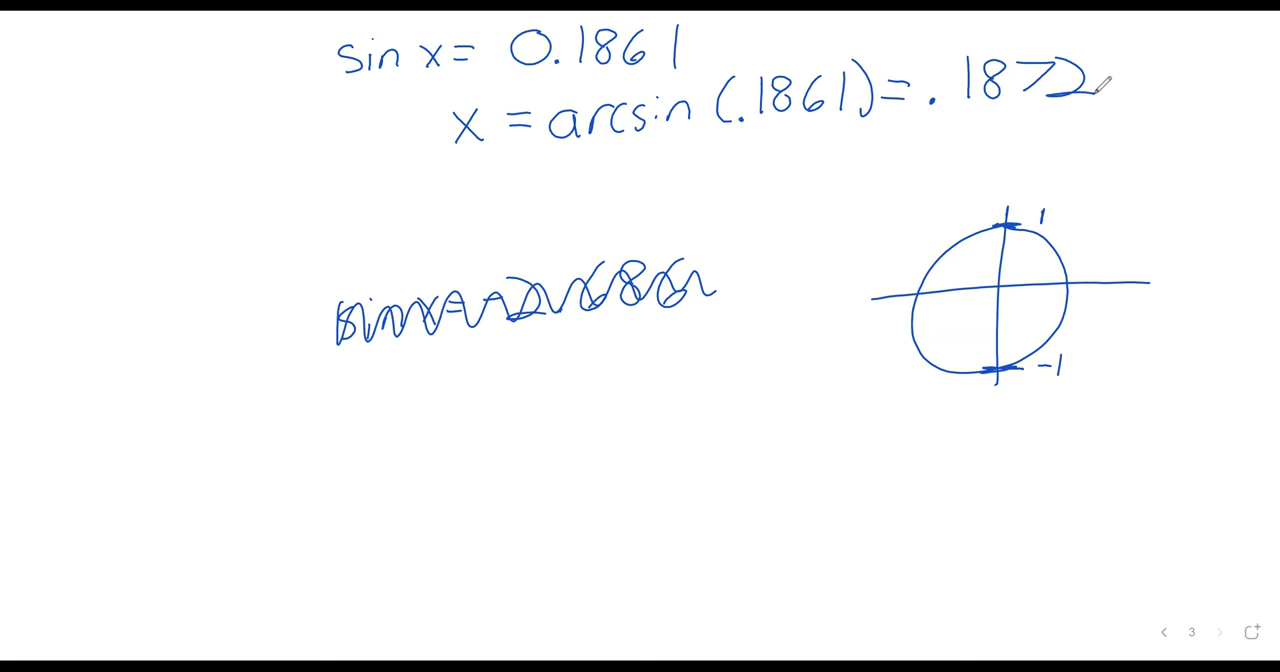 sin x = 0.1861
x = arcsin (.1861) = .1872
1
-1
3